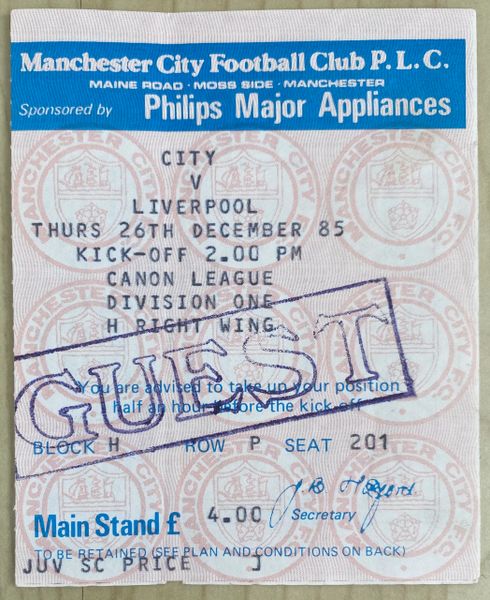 Manchester City Football Club P.L.C.
MAINE ROAD · MOSS SIDE · MANCHESTER
Sponsored by Philips Major Appliances
CITY
V
LIVERPOOL
THURS 26TH DECEMBER 85
KICK-OFF 2.00 PM
CANON LEAGUE
DIVISION ONE
H RIGHT WING
GUEST
You are advised to take up your position
half an hour before the kick-off
BLOCK H ROW P SEAT 201
Main Stand £ 4.00 Secretary
TO BE RETAINED (SEE PLAN AND CONDITIONS ON BACK)
JUV SC PRICE J
MANCHESTER CITY F.C.